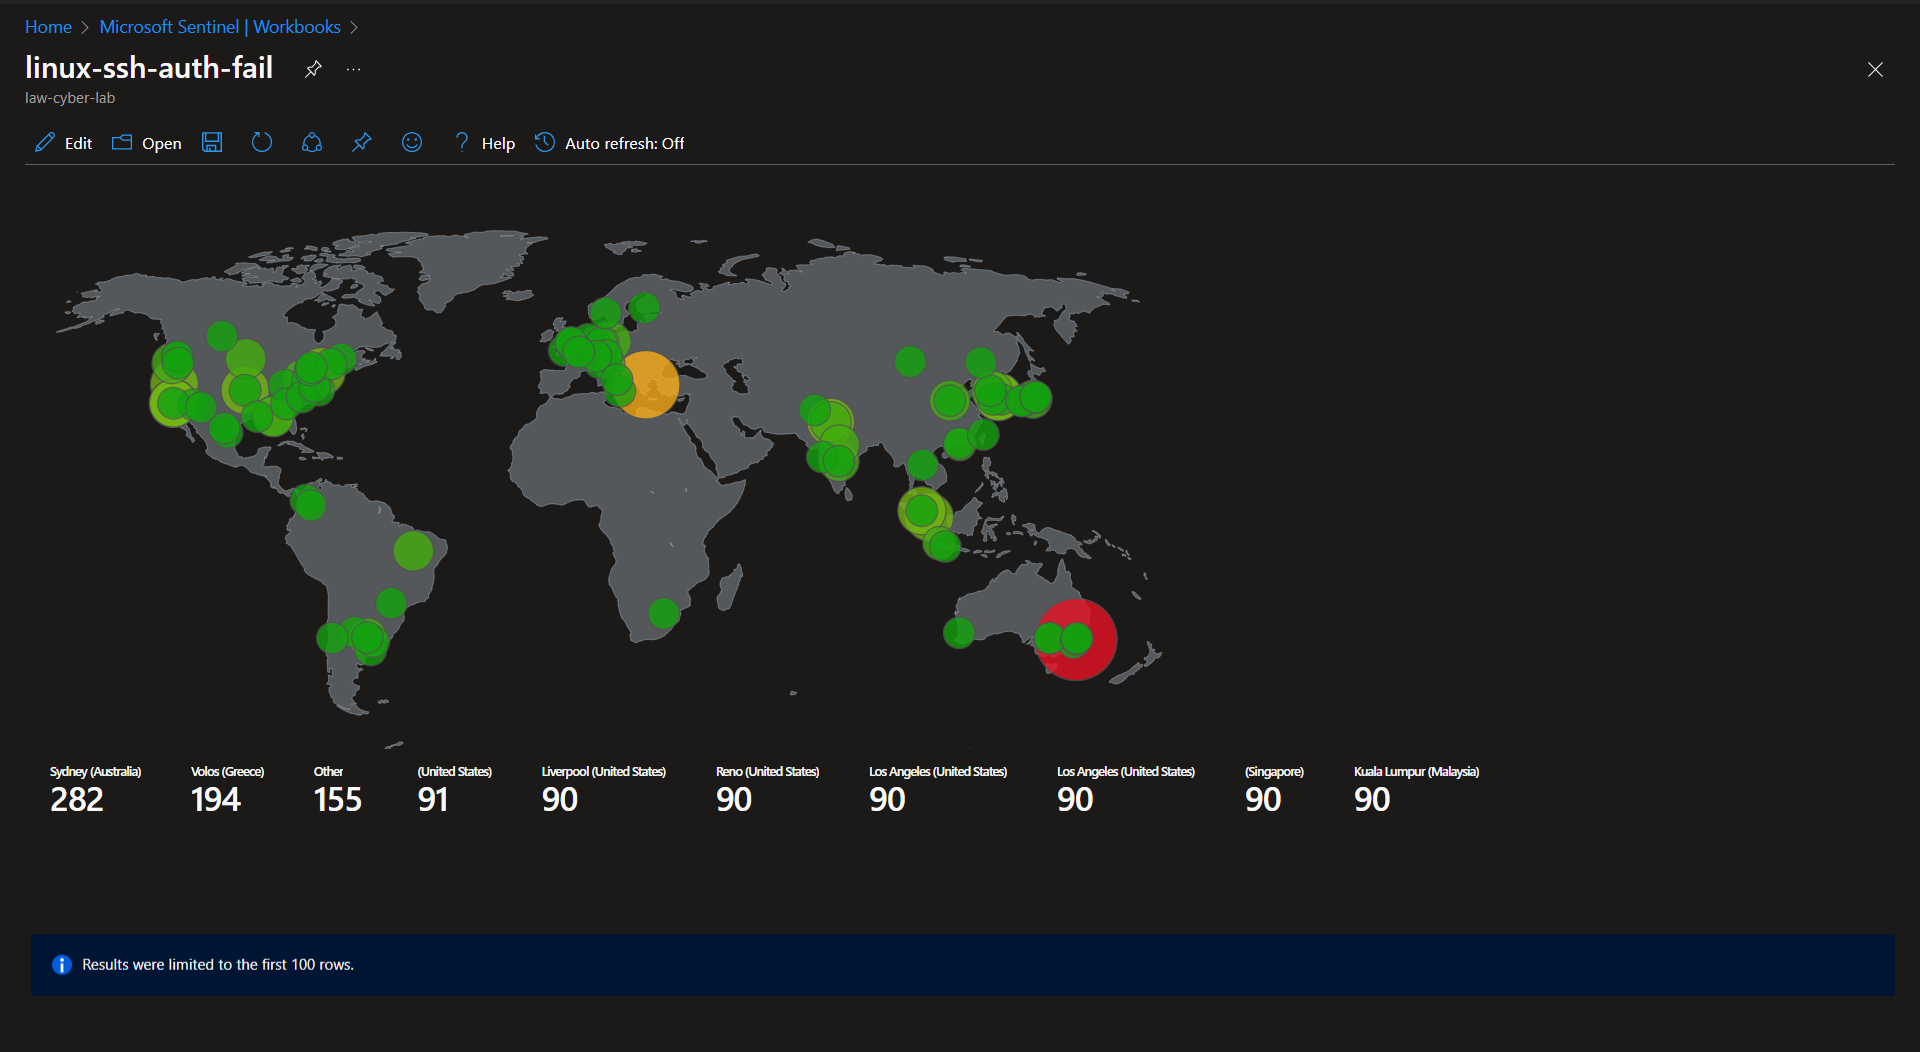 Home > Microsoft Sentinel | Workbooks >
linux-ssh-auth-fail ...
law-cyber-lab
Edit Open Help Auto refresh: Off
Sydney (Australia) Volos (Greece) Other (United States) Liverpool (United States) Reno (United States) Los Angeles (United States) Los Angeles (United States) (Singapore) Kuala Lumpur (Malaysia)
282 194 155 91 90 90 90 90 90 90
Results were limited to the first 100 rows.